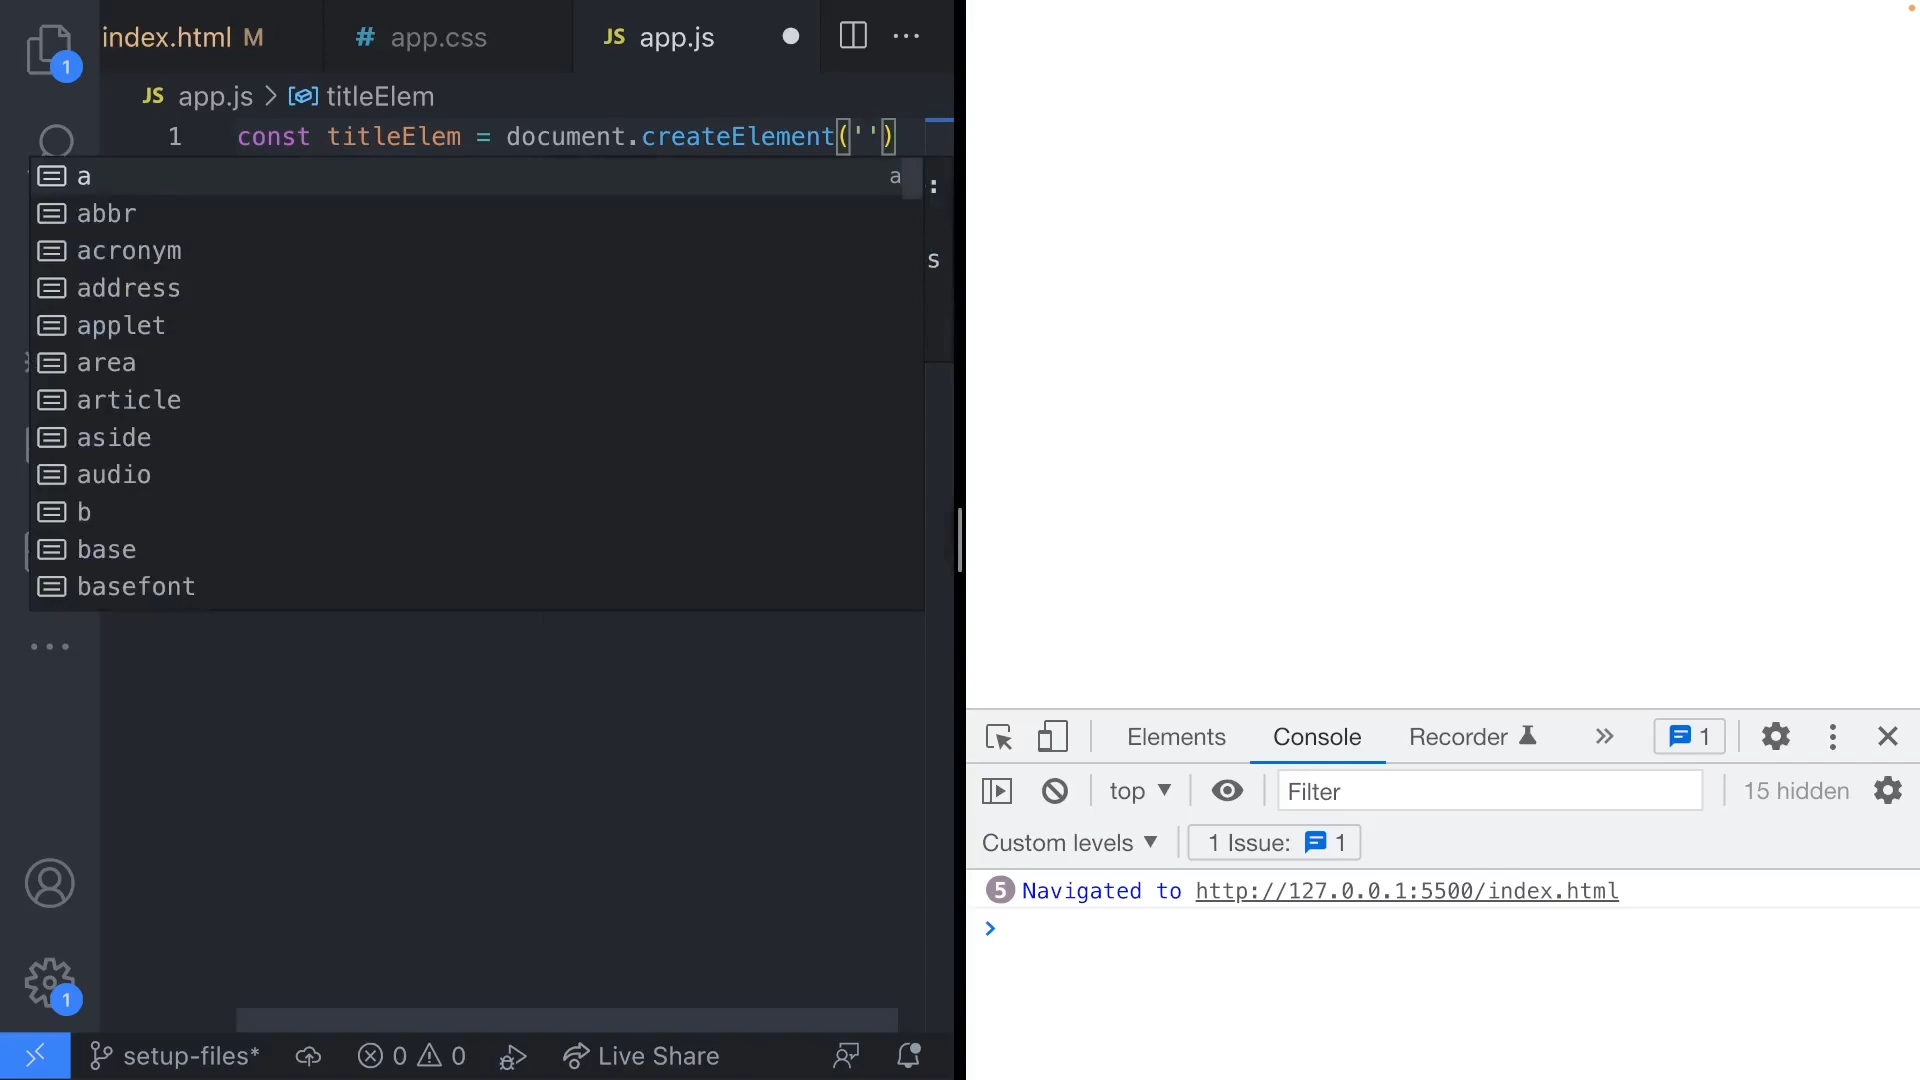 index.html M
# app.css
JS app.js
1
JS app.js > titleElem
1 const titleElem = document.createElement('')
a a
:
abbr
acronym
s
address
applet
area
article
aside
audio
b
base
basefont
1
setup-files*
0 0
Live Share
Elements
Console
Recorder
1
top
Filter
15 hidden
Custom levels
1 Issue: 1
5 Navigated to http://127.0.0.1:5500/index.html